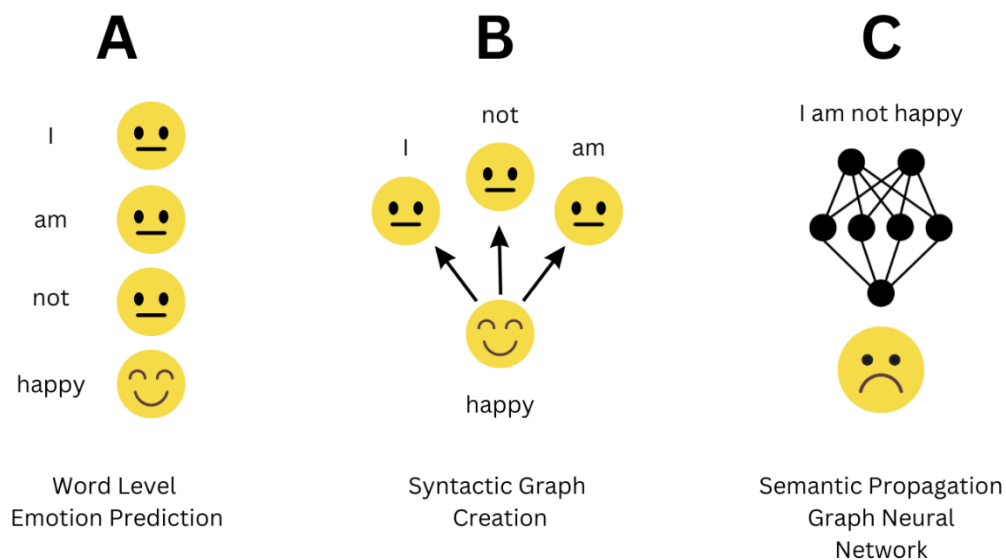 A
B
C
I
am
not
happy
I
not
am
happy
I am not happy
Word Level
Emotion Prediction
Syntactic Graph
Creation
Semantic Propagation
Graph Neural
Network